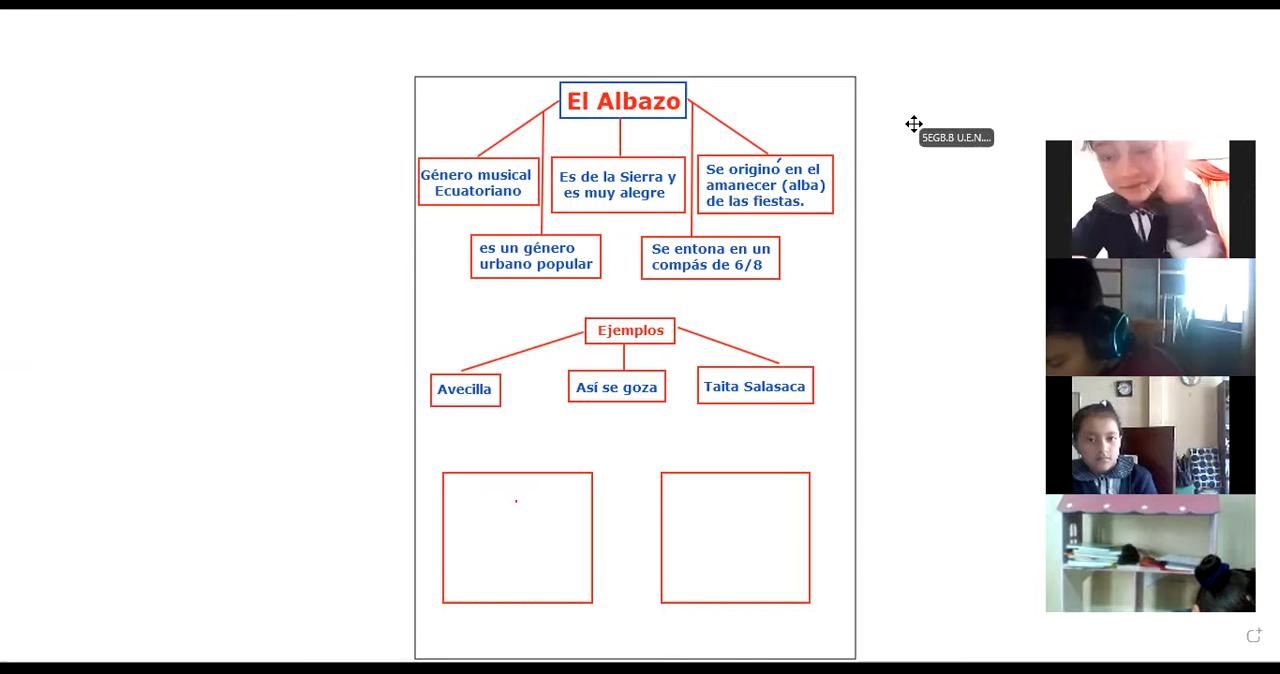 El Albazo
Género musical
Ecuatoriano
Es de la Sierra y
es muy alegre
Se originó en el
amanecer (alba)
de las fiestas.
es un género
urbano popular
Se entona en un
compás de 6/8
Ejemplos
Avecilla
Así se goza
Taita Salasaca
5EGB.B U.E.N....